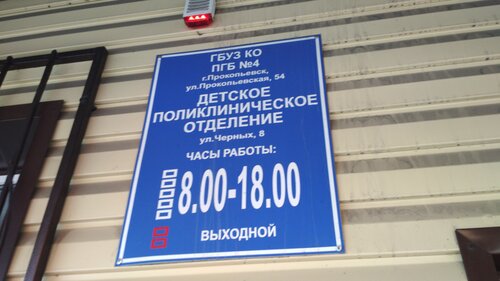 ГБУЗ КО
ПГБ №4
г.Прокопьевск,
ул.Прокопьевская, 54
ДЕТСКОЕ
ПОЛИКЛИНИЧЕСКОЕ
ОТДЕЛЕНИЕ
ул.Черных, 8
ЧАСЫ РАБОТЫ:
8.00-18.00
ВЫХОДНОЙ